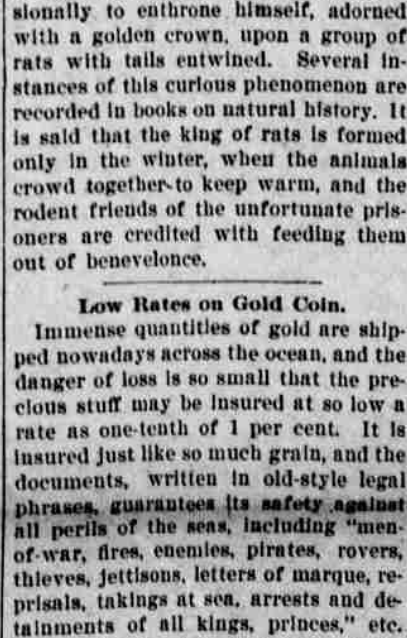 sionally to enthrone himself, adorned
with a golden crown, upon a group of
rats with tails entwined. Several in-
stances of this curious phenomenon are
recorded in books on natural history. It
is said that the king of rats is formed
only in the winter, when the animals
crowd together to keep warm, and the
rodent friends of the unfortunate pris-
oners are credited with feeding them
out of benevolonce.
Low Rates on Gold Coin.
Immense quantities of gold are ship-
ped nowadays across the ocean, and the
danger of loss is so small that the pre-
cious stuff may be insured at so low a
rate as one-tenth of 1 per cent. It is
insured just like so much grain, and the
documents, written in old-style legal
phrases, guarantees its safety against
all perils of the seas, including "men-
of-war, fires, enemies, pirates, rovers,
thieves, jettisons, letters of marque, re-
prisals, takings at sea, arrests and de-
tainments of all kings, princes," etc.